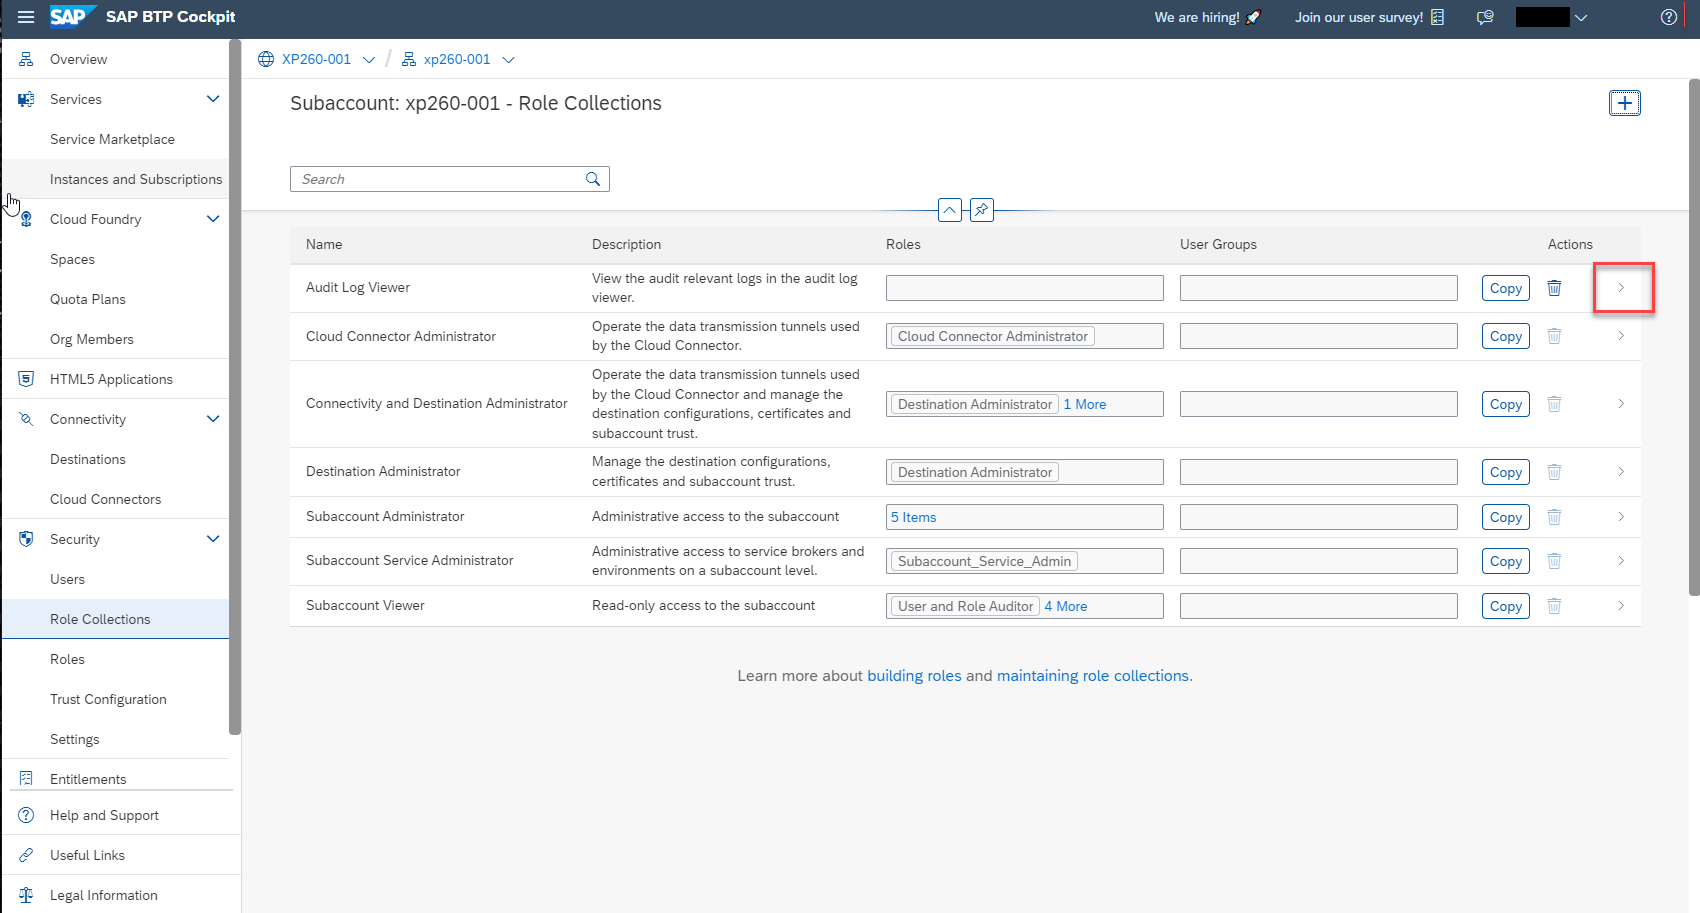 SAP SAP BTP Cockpit
We are hiring! 🚀 Join our user survey!
Overview
Services
Service Marketplace
Instances and Subscriptions
Cloud Foundry
Spaces
Quota Plans
Org Members
HTML5 Applications
Connectivity
Destinations
Cloud Connectors
Security
Users
Role Collections
Roles
Trust Configuration
Settings
Entitlements
Help and Support
Useful Links
Legal Information
XP260-001 / xp260-001
Subaccount: xp260-001 - Role Collections
Search
Name Description Roles User Groups Actions
Audit Log Viewer
View the audit relevant logs in the audit log
viewer.
Copy
Cloud Connector Administrator
Operate the data transmission tunnels used
by the Cloud Connector.
Cloud Connector Administrator
Copy
Connectivity and Destination Administrator
Operate the data transmission tunnels used
by the Cloud Connector and manage the
destination configurations, certificates and
subaccount trust.
Destination Administrator 1 More
Copy
Destination Administrator
Manage the destination configurations,
certificates and subaccount trust.
Destination Administrator
Copy
Subaccount Administrator
Administrative access to the subaccount
5 Items
Copy
Subaccount Service Administrator
Administrative access to service brokers and
environments on a subaccount level.
Subaccount_Service_Admin
Copy
Subaccount Viewer
Read-only access to the subaccount
User and Role Auditor 4 More
Copy
Learn more about building roles and maintaining role collections.